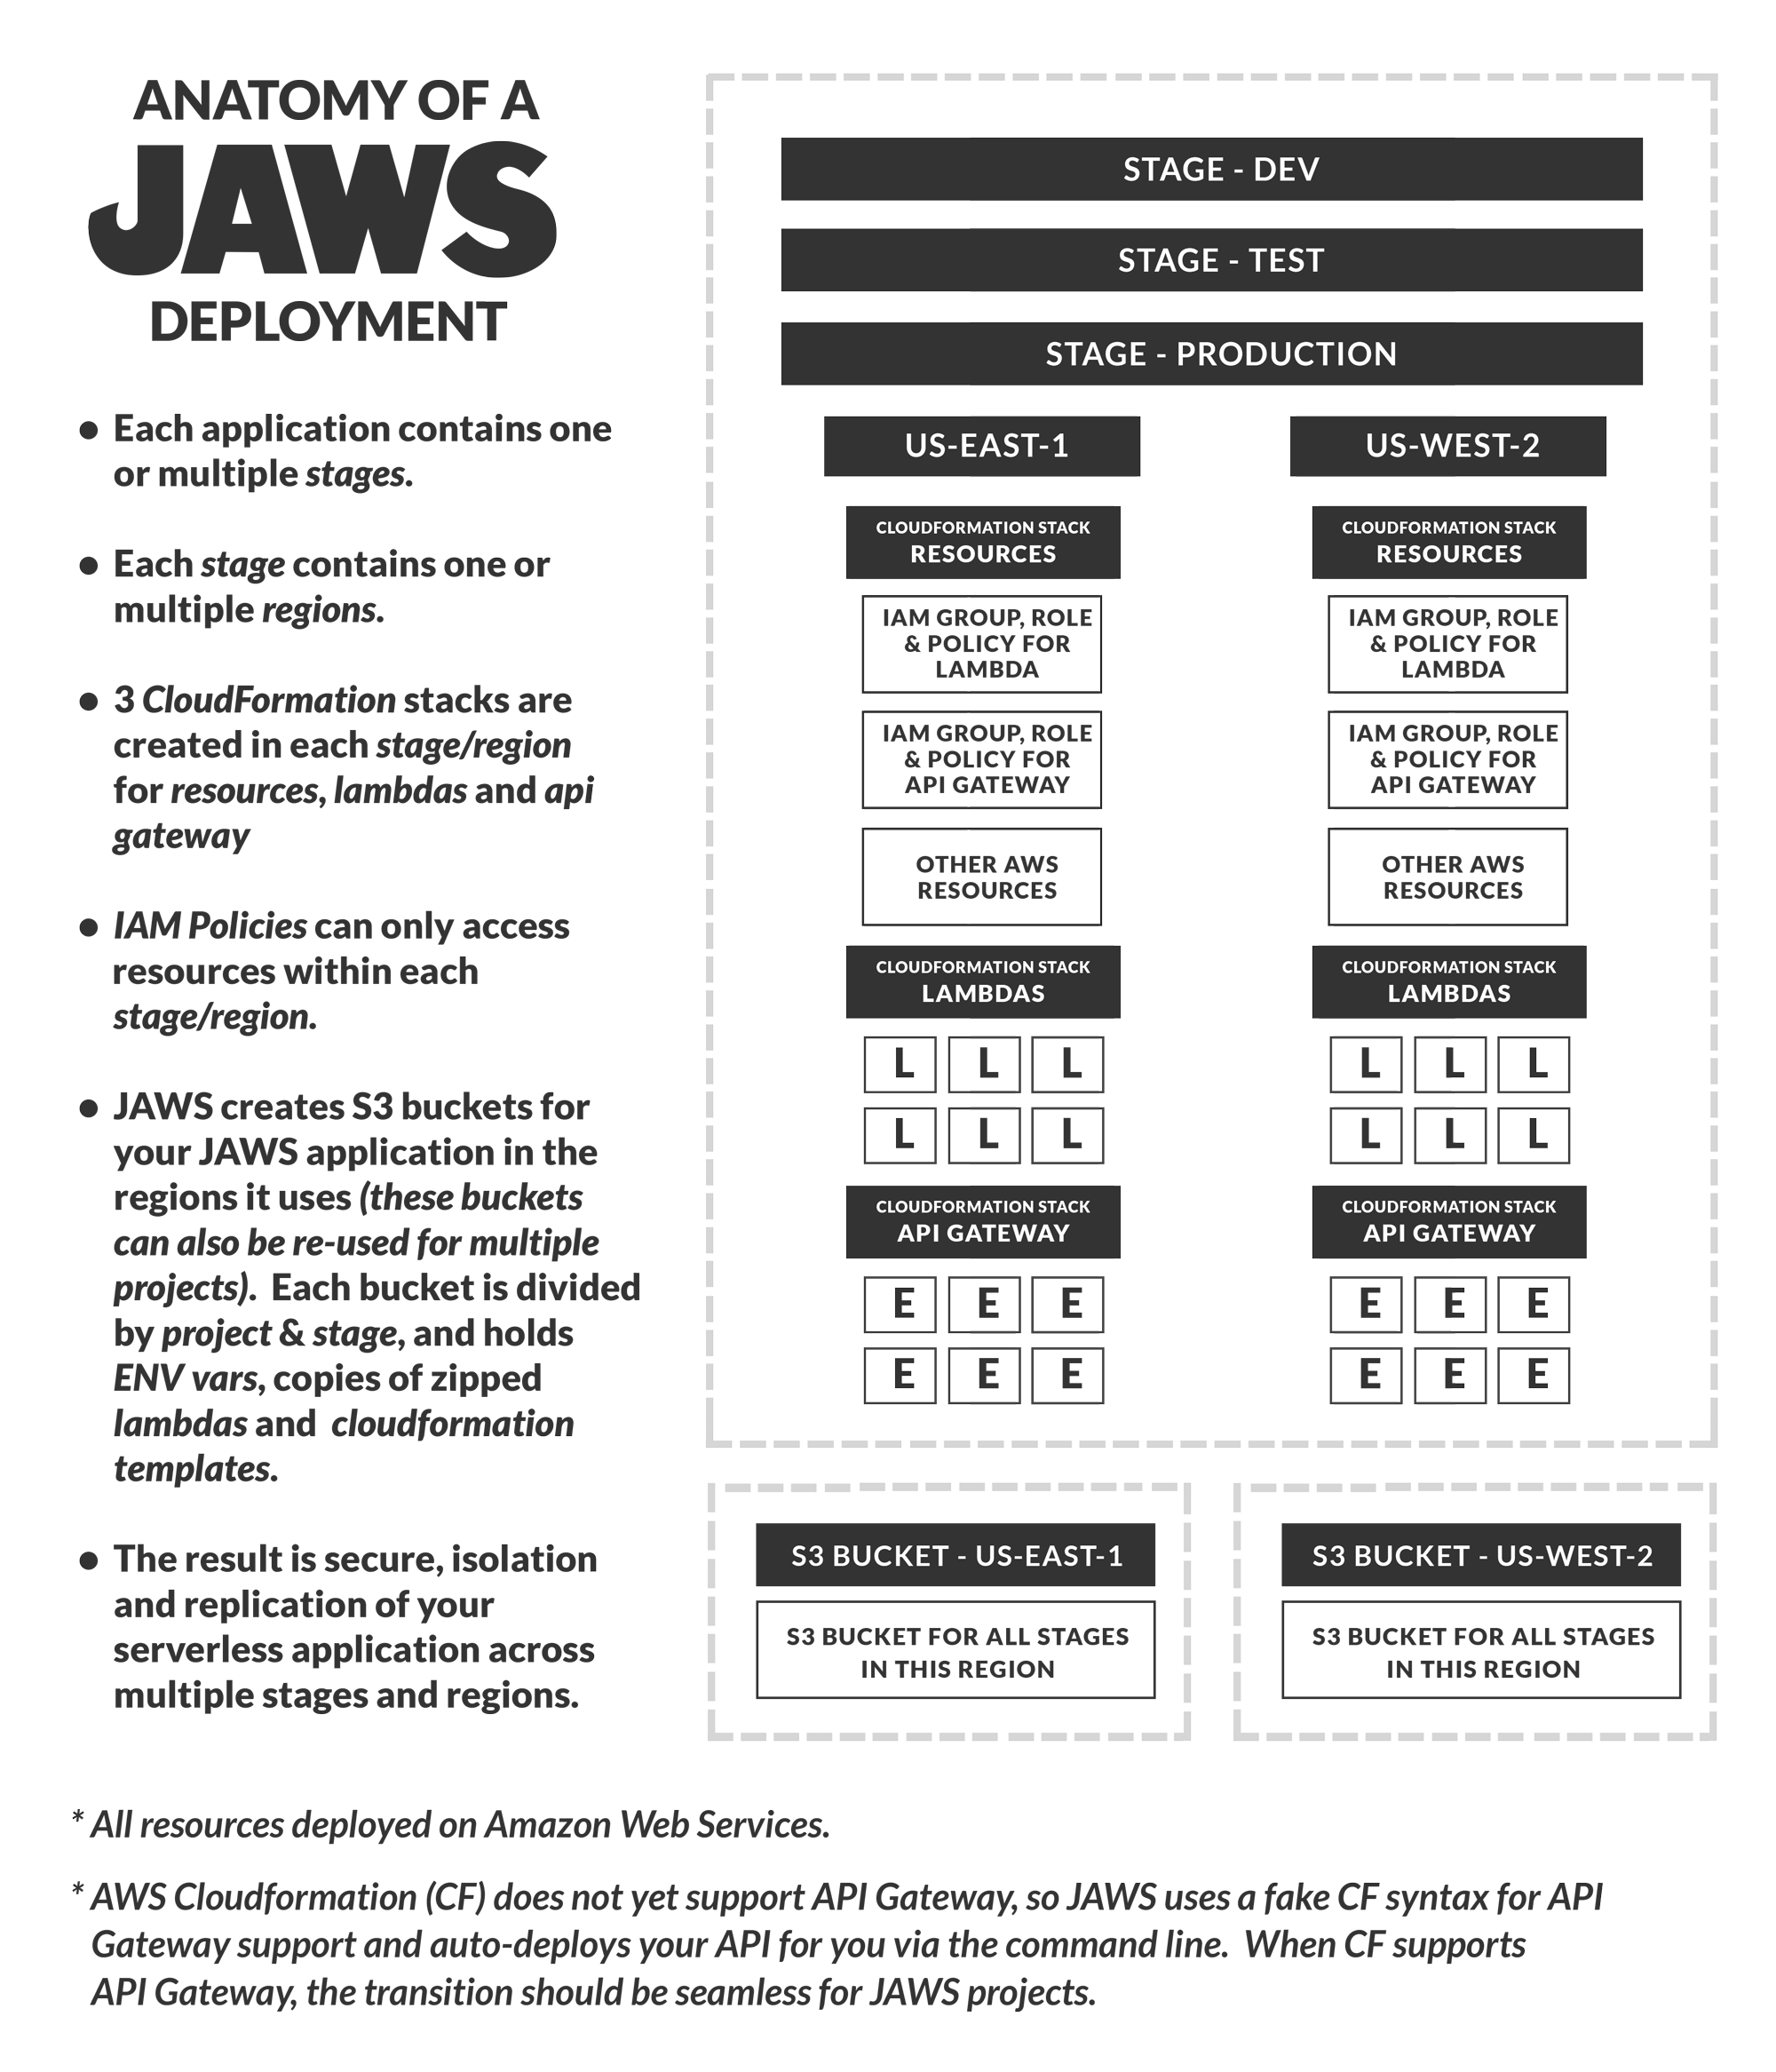 ANATOMY OF A
JAWS
DEPLOYMENT
● Each application contains one
or multiple stages.
● Each stage contains one or
multiple regions.
● 3 CloudFormation stacks are
created in each stage/region
for resources, lambdas and api
gateway
● IAM Policies can only access
resources within each
stage/region.
● JAWS creates S3 buckets for
your JAWS application in the
regions it uses (these buckets
can also be re-used for multiple
projects).  Each bucket is divided
by project & stage, and holds
ENV vars, copies of zipped
lambdas and  cloudformation
templates.
● The result is secure, isolation
and replication of your
serverless application across
multiple stages and regions.
STAGE - DEV
STAGE - TEST
STAGE - PRODUCTION
US-EAST-1
CLOUDFORMATION STACK
RESOURCES
IAM GROUP, ROLE
& POLICY FOR
LAMBDA
IAM GROUP, ROLE
& POLICY FOR
API GATEWAY
OTHER AWS
RESOURCES
CLOUDFORMATION STACK
LAMBDAS
L L L
L L L
CLOUDFORMATION STACK
API GATEWAY
E E E
E E E
US-WEST-2
CLOUDFORMATION STACK
RESOURCES
IAM GROUP, ROLE
& POLICY FOR
LAMBDA
IAM GROUP, ROLE
& POLICY FOR
API GATEWAY
OTHER AWS
RESOURCES
CLOUDFORMATION STACK
LAMBDAS
L L L
L L L
CLOUDFORMATION STACK
API GATEWAY
E E E
E E E
S3 BUCKET - US-EAST-1
S3 BUCKET FOR ALL STAGES
IN THIS REGION
S3 BUCKET - US-WEST-2
S3 BUCKET FOR ALL STAGES
IN THIS REGION
* All resources deployed on Amazon Web Services.
* AWS Cloudformation (CF) does not yet support API Gateway, so JAWS uses a fake CF syntax for API
Gateway support and auto-deploys your API for you via the command line.  When CF supports
API Gateway, the transition should be seamless for JAWS projects.